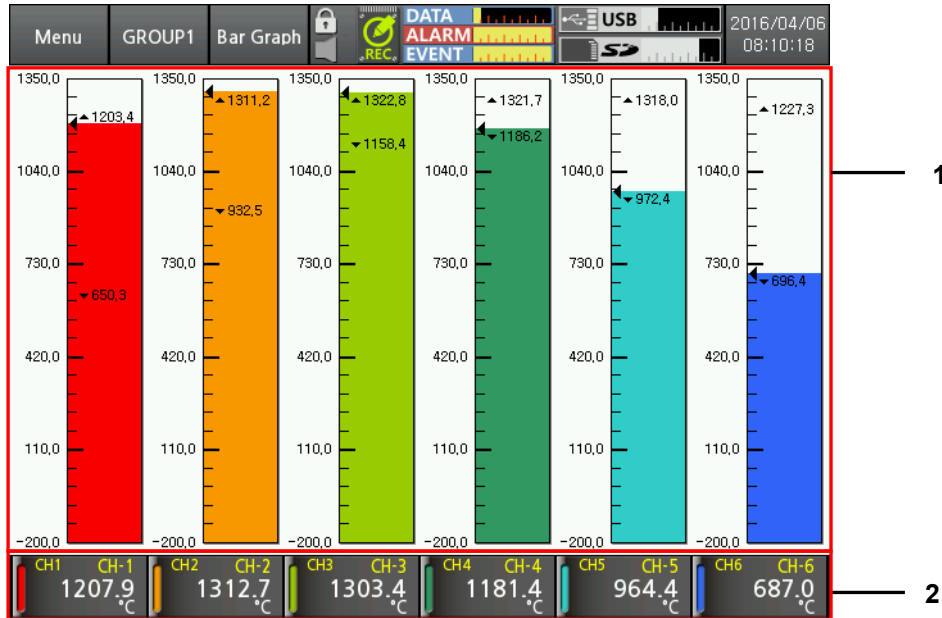 Menu GROUP1 Bar Graph REC DATA ALARM EVENT USB SD 2016/04/06 08:10:18
1350,0 1350,0 1350,0 1350,0 1350,0 1350,0
▲1203,4 ▲1311,2 ▲1322,8 ▲1321,7 ▲1318,0 ▲1227,3
▼1158,4 ▼1186,2
1040,0 1040,0 1040,0 1040,0 1040,0 1040,0 1
▼932,5 ▼972,4
730,0 730,0 730,0 730,0 730,0 730,0
▼650,3 ▼696,4
420,0 420,0 420,0 420,0 420,0 420,0
110,0 110,0 110,0 110,0 110,0 110,0
-200,0 -200,0 -200,0 -200,0 -200,0 -200,0
CH1 CH-1 CH2 CH-2 CH3 CH-3 CH4 CH-4 CH5 CH-5 CH6 CH-6
1207.9 1312.7 1303.4 1181.4 964.4 687.0 2
°C °C °C °C °C °C